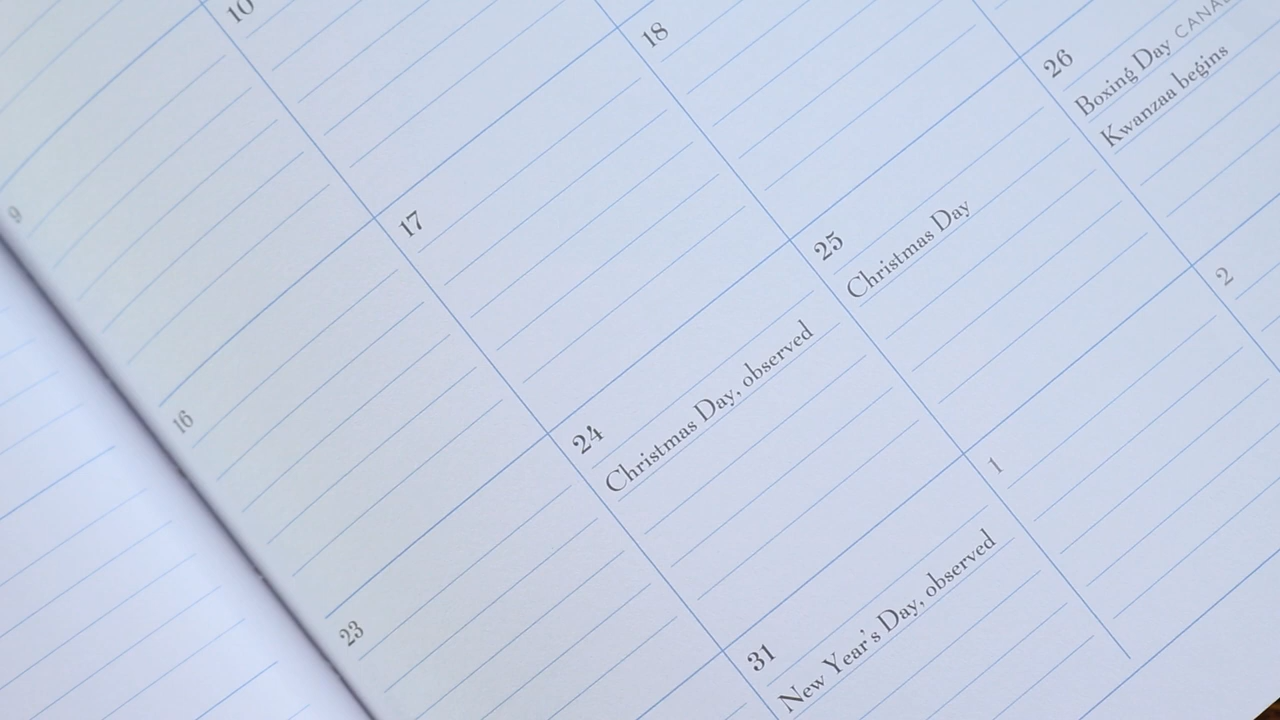 10
18
26
Boxing Day
Kwanzaa begins
9
17
25
Christmas Day
2
16
24
Christmas Day, observed
1
23
31
New Year's Day, observed